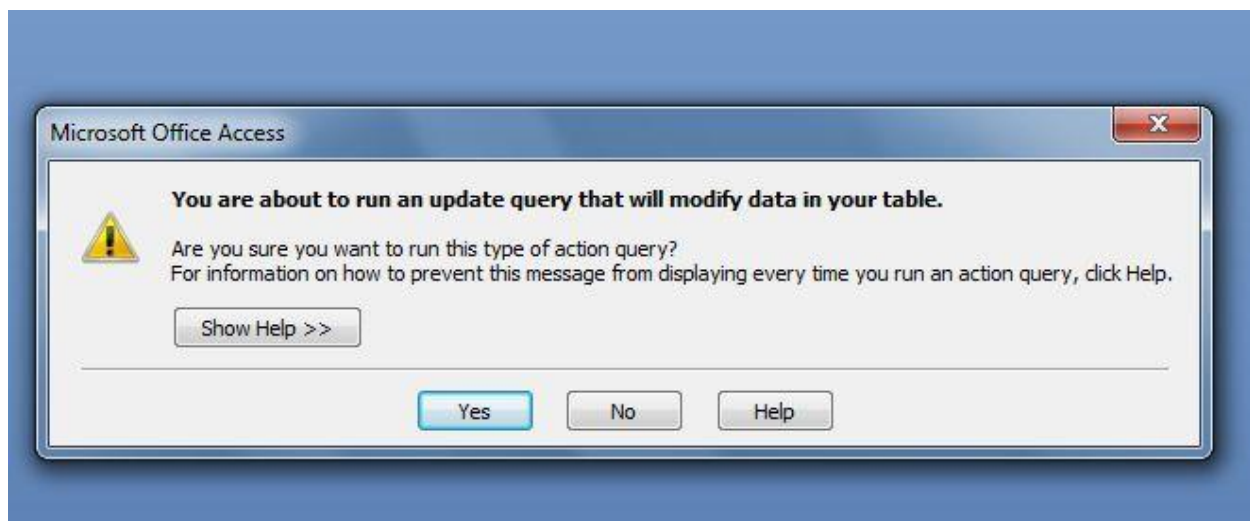 Microsoft Office Access
X
You are about to run an update query that will modify data in your table.
Are you sure you want to run this type of action query?
For information on how to prevent this message from displaying every time you run an action query, click Help.
Show Help >>
Yes No Help